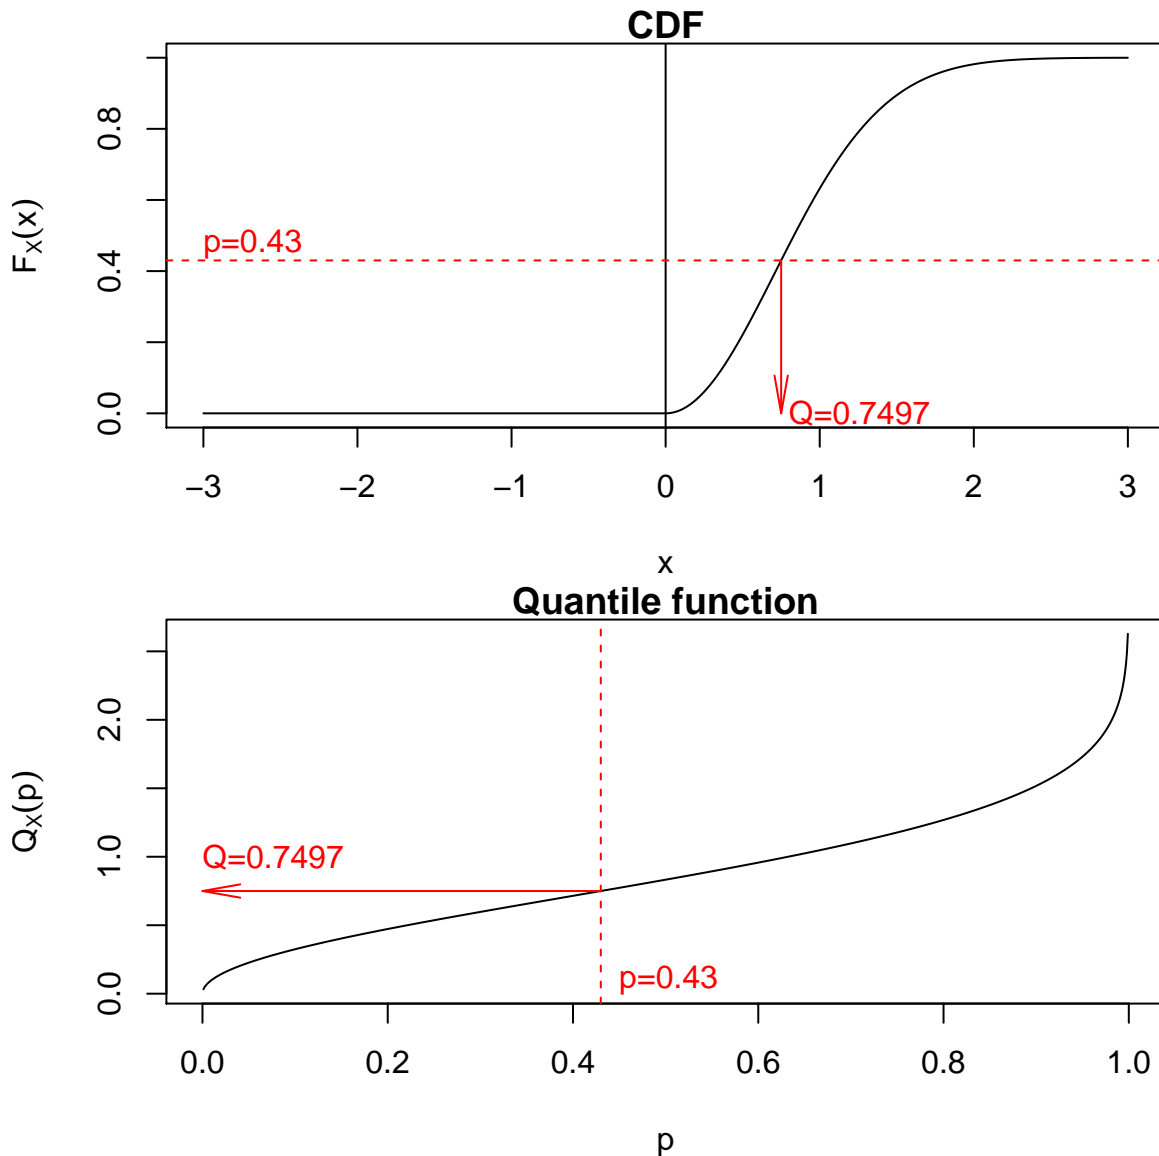 CDF
F_X(x)
0.8
0.4
0.0
p=0.43
Q=0.7497
−3 −2 −1 0 1 2 3
x
Quantile function
Q_X(p)
2.0
1.0
0.0
Q=0.7497
p=0.43
0.0 0.2 0.4 0.6 0.8 1.0
p